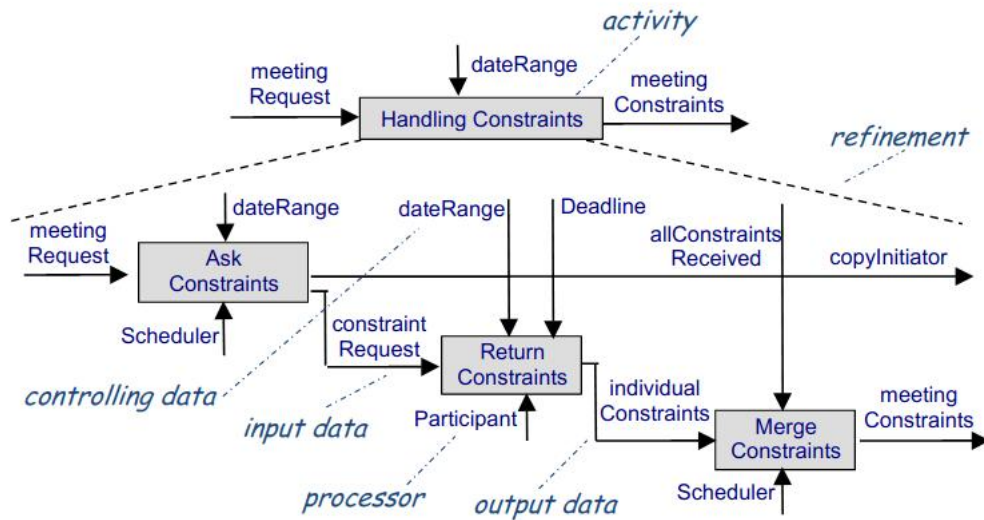 activity
meeting
Request
dateRange
meeting
Constraints
Handling Constraints
refinement
dateRange
dateRange
Deadline
meeting
Request
allConstraints
Received
Ask
Constraints
copyInitiator
Scheduler
constraint
Request
Return
Constraints
controlling data
individual
Constraints
input data
Participant
Merge
Constraints
meeting
Constraints
processor
output data
Scheduler